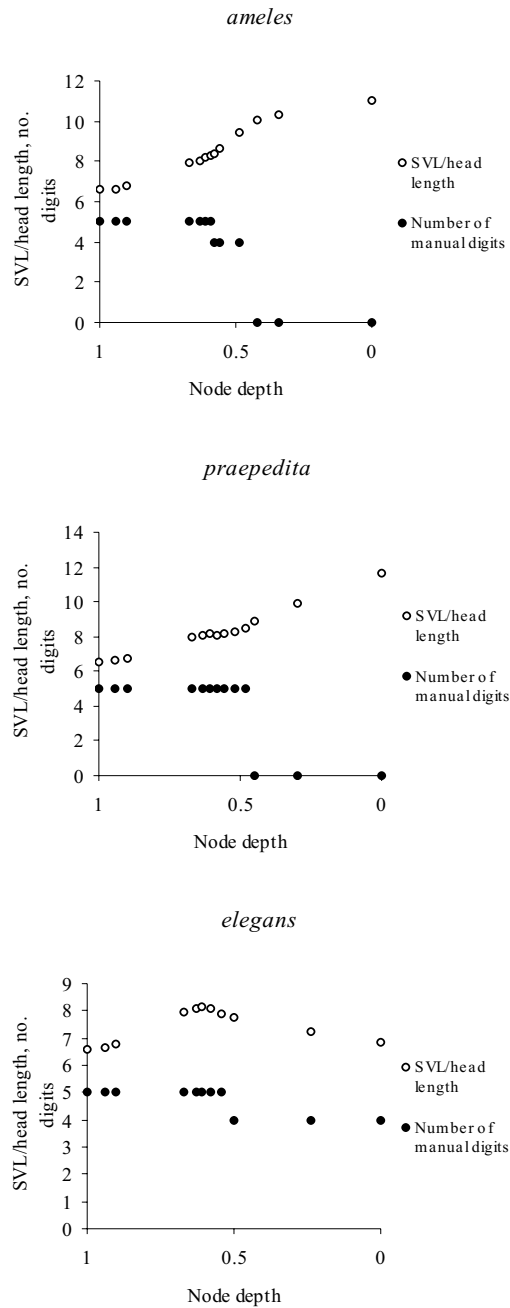 ameles
12
10
8
6
4
2
0
SVL/head length, no.
digits
1 0.5 0
Node depth
SVL/head
length
Number of
manual digits
praepedita
14
12
10
8
6
4
2
0
SVL/head length, no.
digits
1 0.5 0
Node depth
SVL/head
length
Number of
manual digits
elegans
9
8
7
6
5
4
3
2
1
0
SVL/head length, no.
digits
1 0.5 0
Node depth
SVL/head
length
Number of
manual digits